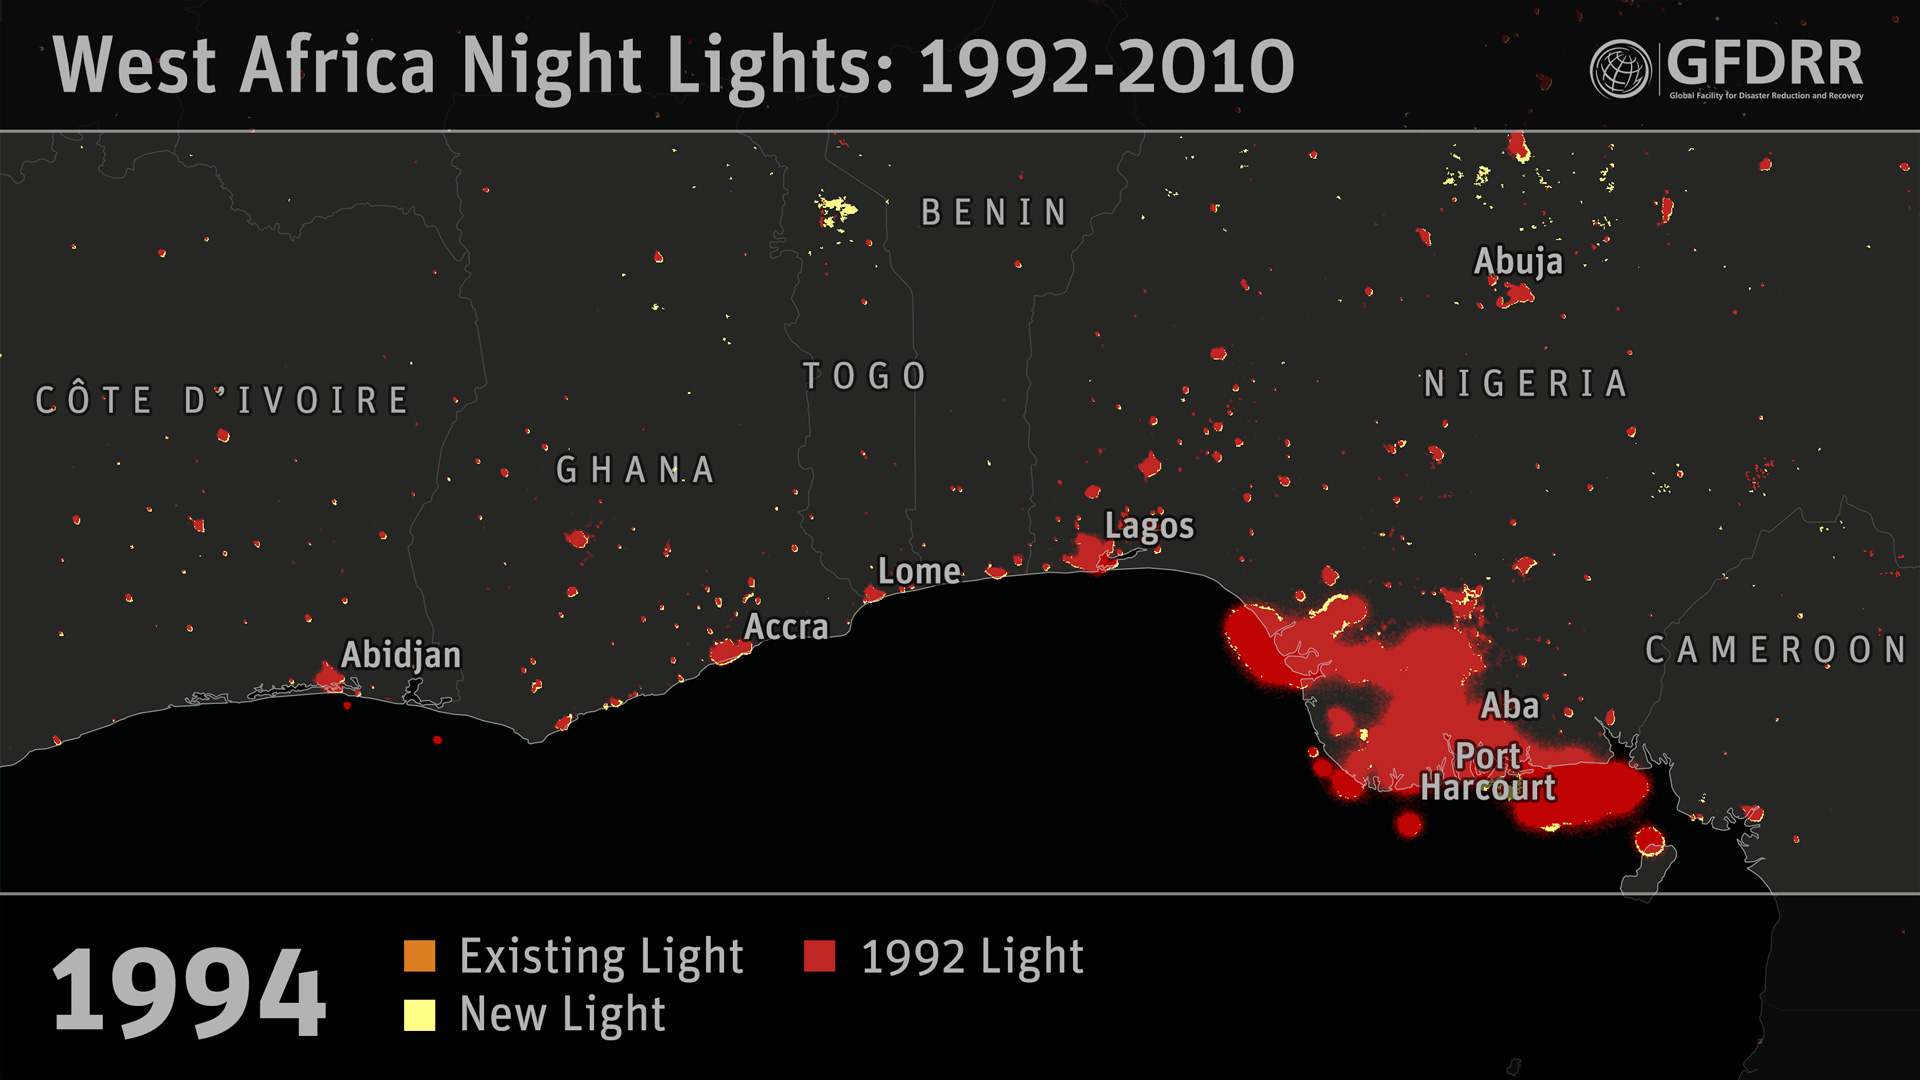 West Africa Night Lights: 1992-2010
GFDRR
Global Facility for Disaster Reduction and Recovery
BENIN
Abuja
TOGO
NIGERIA
CÔTE D'IVOIRE
GHANA
Lagos
Lome
Accra
Abidjan
CAMEROON
Aba
Port
Harcourt
1994
Existing Light
1992 Light
New Light